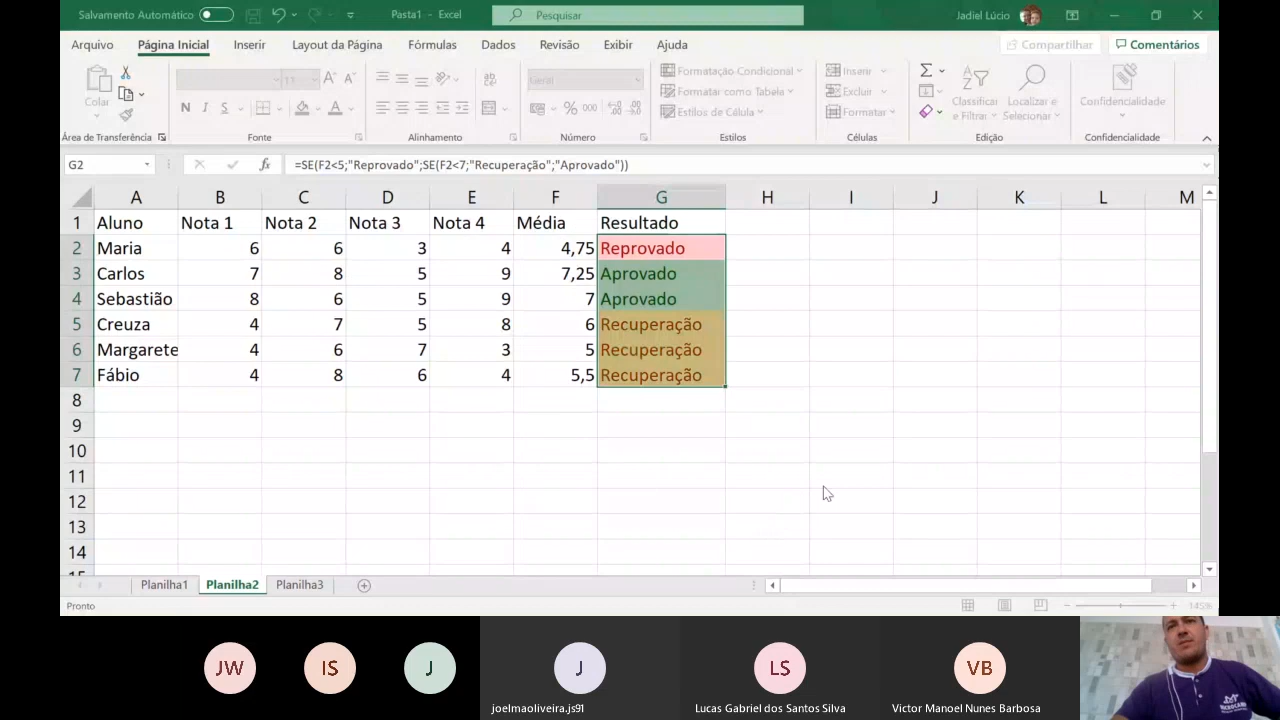 Salvamento Automático
Pasta1 - Excel
Pesquisar
Jadiel Lúcio
Arquivo
Página Inicial
Inserir
Layout da Página
Fórmulas
Dados
Revisão
Exibir
Ajuda
Compartilhar
Comentários
Colar
Área de Transferência
11
N I S
Fonte
Alinhamento
Geral
% 000
Número
Formatação Condicional
Formatar como Tabela
Estilos de Célula
Estilos
Inserir
Excluir
Formatar
Células
Classificar
e Filtrar
Localizar e
Selecionar
Edição
Confidencialidade
Confidencialidade
G2
fx
=SE(F2<5;"Reprovado";SE(F2<7;"Recuperação";"Aprovado"))
A B C D E F G H I J K L M
1 Aluno Nota 1 Nota 2 Nota 3 Nota 4 Média Resultado
2 Maria 6 6 3 4 4,75 Reprovado
3 Carlos 7 8 5 9 7,25 Aprovado
4 Sebastião 8 6 5 9 7 Aprovado
5 Creuza 4 7 5 8 6 Recuperação
6 Margarete 4 6 7 3 5 Recuperação
7 Fábio 4 8 6 4 5,5 Recuperação
8
9
10
11
12
13
14
15
Planilha1
Planilha2
Planilha3
Pronto
145%
JW
IS
J
J
LS
VB
joelmaoliveira.js91
Lucas Gabriel dos Santos Silva
Victor Manoel Nunes Barbosa